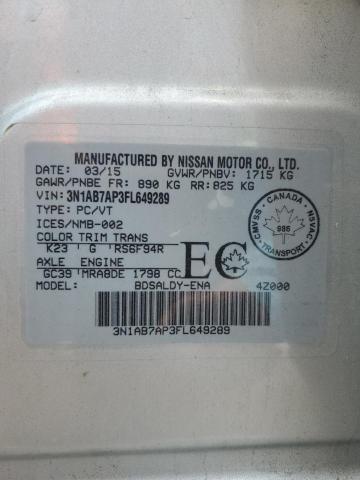 MANUFACTURED BY NISSAN MOTOR CO., LTD.
DATE: 03/15 GVWR/PNBV: 1715 KG
GAWR/PNBE FR: 890 KG RR: 825 KG
VIN: 3N1AB7AP3FL649289
TYPE: PC/VT
ICES/NMB-002
COLOR TRIM TRANS
K23 G RS6F94R
AXLE ENGINE
GC39 MRA8DE 1798 CC
MODEL: BDSALDY-ENA 4Z000
EC
CANADA
CMVSS
NSVAC
985
3N1AB7AP3FL649289